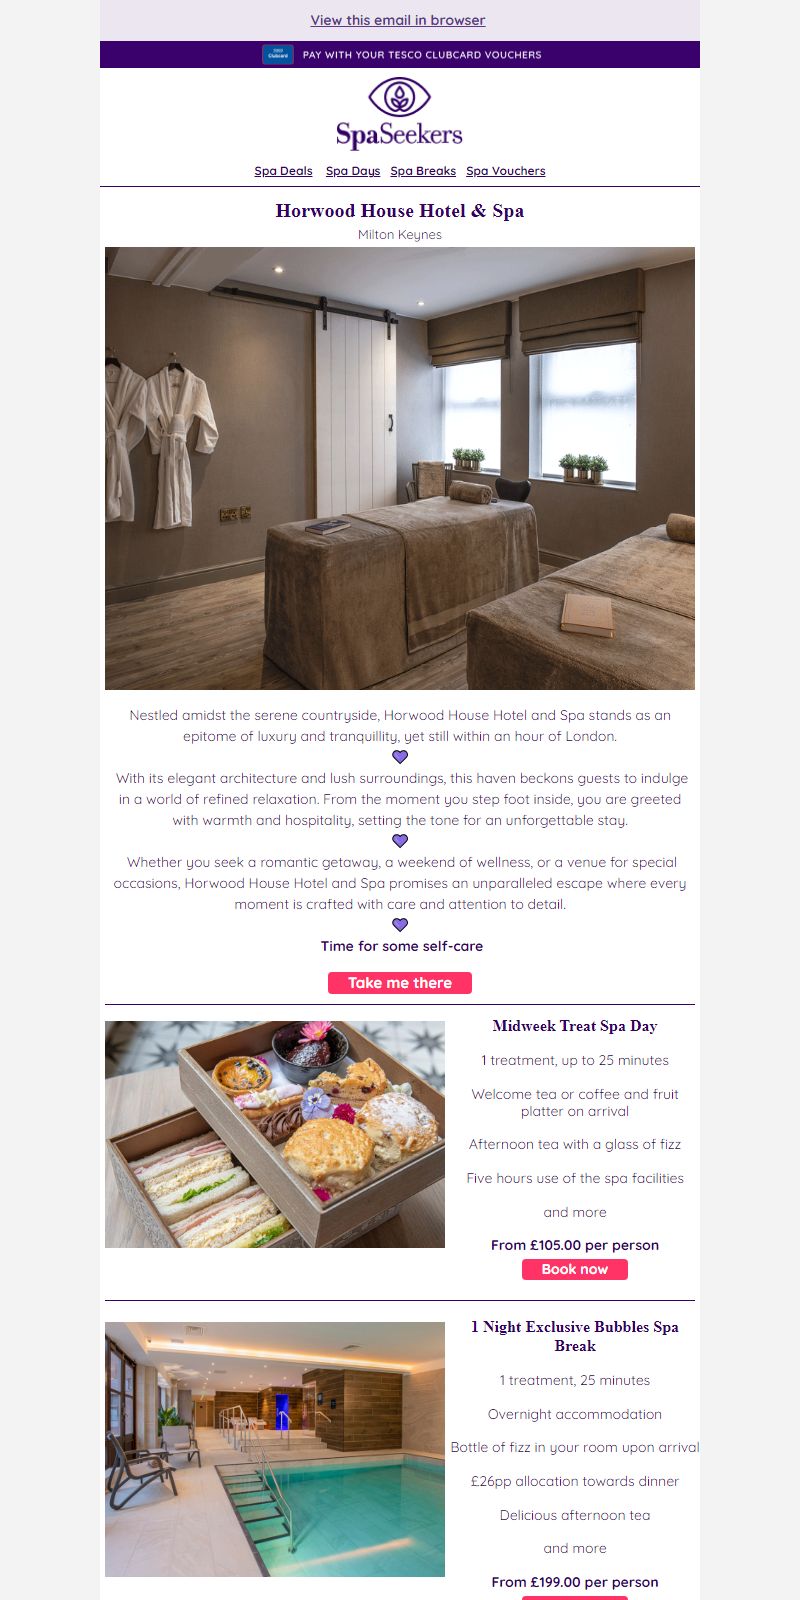 View this email in browser
TESCO
Clubcard
PAY WITH YOUR TESCO CLUBCARD VOUCHERS
SpaSeekers
Spa Deals Spa Days Spa Breaks Spa Vouchers
Horwood House Hotel & Spa
Milton Keynes
Nestled amidst the serene countryside, Horwood House Hotel and Spa stands as an
epitome of luxury and tranquillity, yet still within an hour of London.
With its elegant architecture and lush surroundings, this haven beckons guests to indulge
in a world of refined relaxation. From the moment you step foot inside, you are greeted
with warmth and hospitality, setting the tone for an unforgettable stay.
Whether you seek a romantic getaway, a weekend of wellness, or a venue for special
occasions, Horwood House Hotel and Spa promises an unparalleled escape where every
moment is crafted with care and attention to detail.
Time for some self-care
Take me there
Midweek Treat Spa Day
1 treatment, up to 25 minutes
Welcome tea or coffee and fruit
platter on arrival
Afternoon tea with a glass of fizz
Five hours use of the spa facilities
and more
From £105.00 per person
Book now
1 Night Exclusive Bubbles Spa
Break
1 treatment, 25 minutes
Overnight accommodation
Bottle of fizz in your room upon arrival
£26pp allocation towards dinner
Delicious afternoon tea
and more
From £199.00 per person